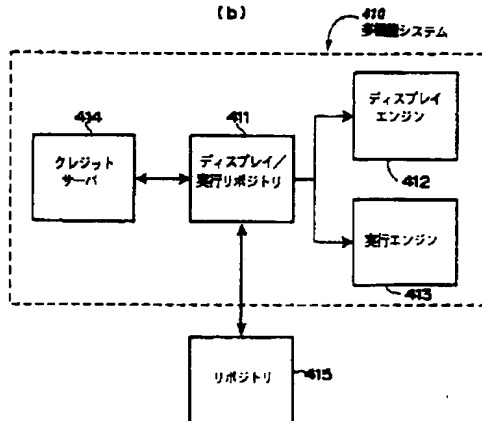 (b)
410
多機能システム
414
クレジット
サーバ
411
ディスプレイ/
実行リポジトリ
ディスプレイ
エンジン
412
実行エンジン
413
リポジトリ
415